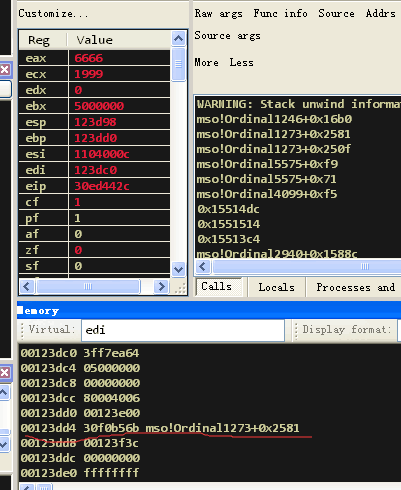 Customize...
Reg Value
eax 6666
ecx 1999
edx 0
ebx 5000000
esp 123d98
ebp 123dd0
esi 1104000c
edi 123dc0
eip 30ed442c
cf 1
pf 1
af 0
zf 0
sf 0
Raw args Func info Source Addrs
Source args
More Less
WARNING: Stack unwind informat
mso!Ordinal1246+0x16b0
mso!Ordinal1273+0x2581
mso!Ordinal1273+0x250f
mso!Ordinal5575+0xf9
mso!Ordinal5575+0x71
mso!Ordinal4099+0xf5
0x15514dc
0x1551514
0x15513c4
mso!Ordinal2940+0x1588c
Calls Locals Processes and
Memory
Virtual: edi Display format:
00123dc0 3ff7ea64
00123dc4 05000000
00123dc8 00000000
00123dcc 80004006
00123dd0 00123e00
00123dd4 30f0b56b mso!Ordinal1273+0x2581
00123dd8 00123f3c
00123ddc 00000000
00123de0 ffffffff